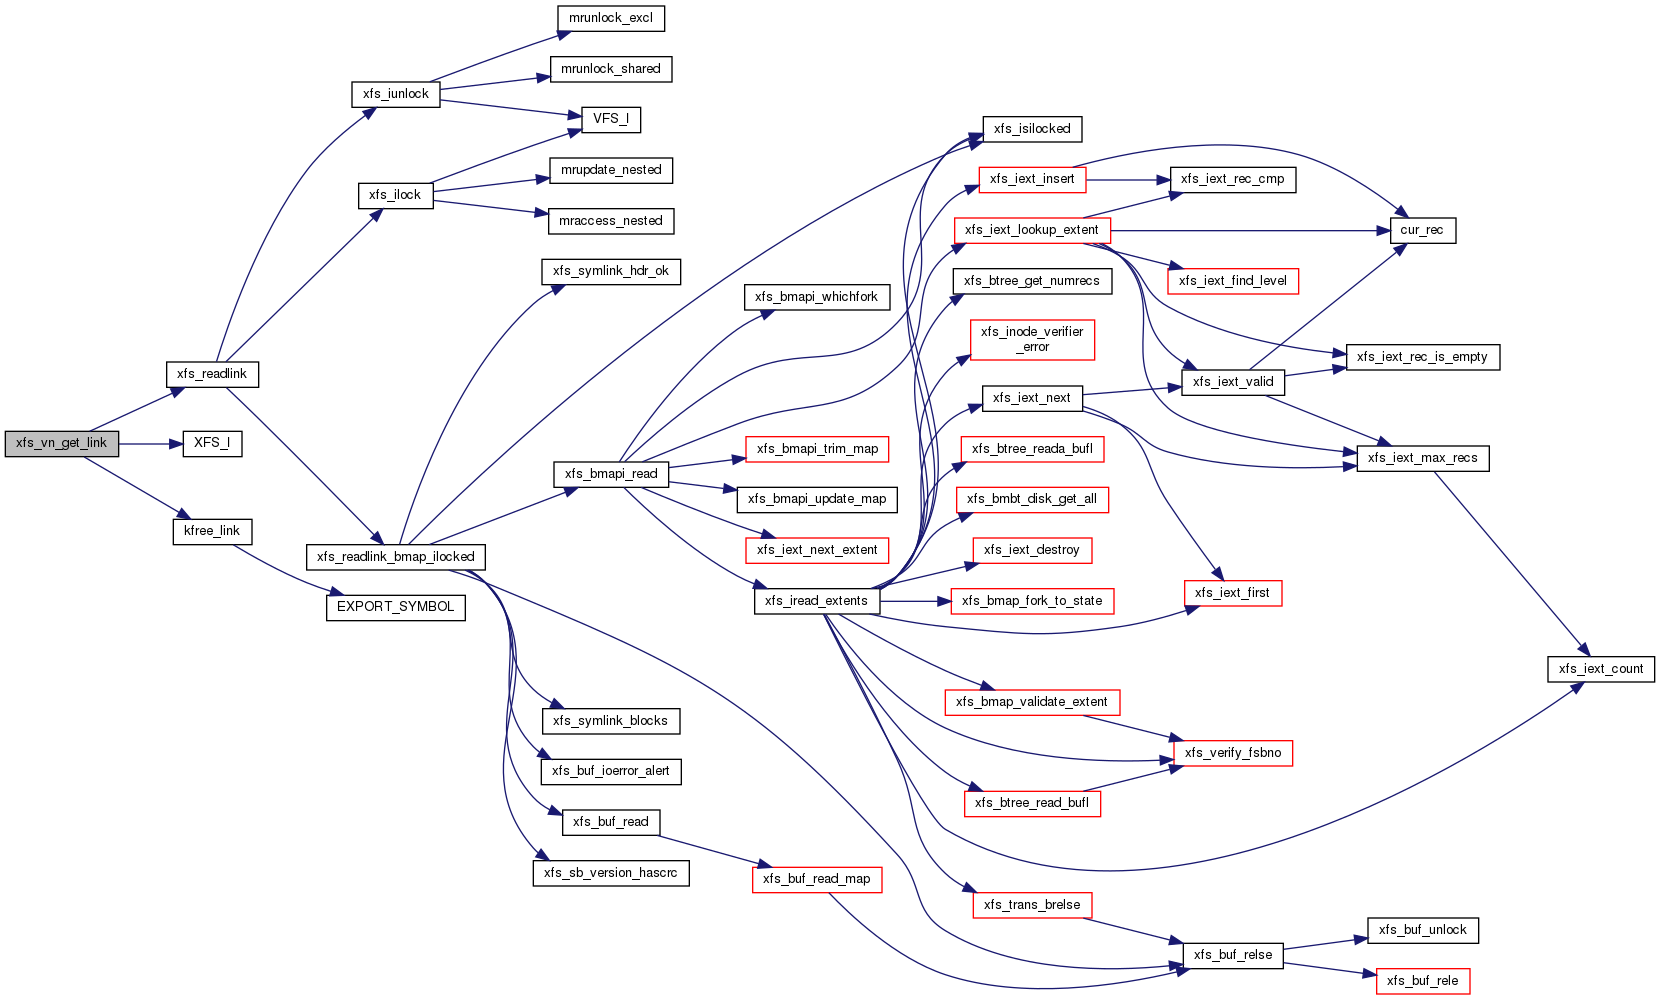 xfs_vn_get_link
xfs_readlink
XFS_I
kfree_link
xfs_iunlock
xfs_ilock
xfs_readlink_bmap_ilocked
EXPORT_SYMBOL
mrunlock_excl
mrunlock_shared
VFS_I
mrupdate_nested
mraccess_nested
xfs_symlink_hdr_ok
xfs_bmapi_read
xfs_symlink_blocks
xfs_buf_ioerror_alert
xfs_buf_read
xfs_sb_version_hascrc
xfs_bmapi_whichfork
xfs_bmapi_trim_map
xfs_bmapi_update_map
xfs_iext_next_extent
xfs_iread_extents
xfs_buf_read_map
xfs_isilocked
xfs_iext_insert
xfs_iext_lookup_extent
xfs_btree_get_numrecs
xfs_inode_verifier
_error
xfs_iext_next
xfs_btree_reada_bufl
xfs_bmbt_disk_get_all
xfs_iext_destroy
xfs_bmap_fork_to_state
xfs_bmap_validate_extent
xfs_btree_read_bufl
xfs_trans_brelse
xfs_iext_rec_cmp
xfs_iext_find_level
xfs_iext_valid
xfs_iext_first
xfs_verify_fsbno
xfs_buf_relse
cur_rec
xfs_iext_rec_is_empty
xfs_iext_max_recs
xfs_iext_count
xfs_buf_unlock
xfs_buf_rele